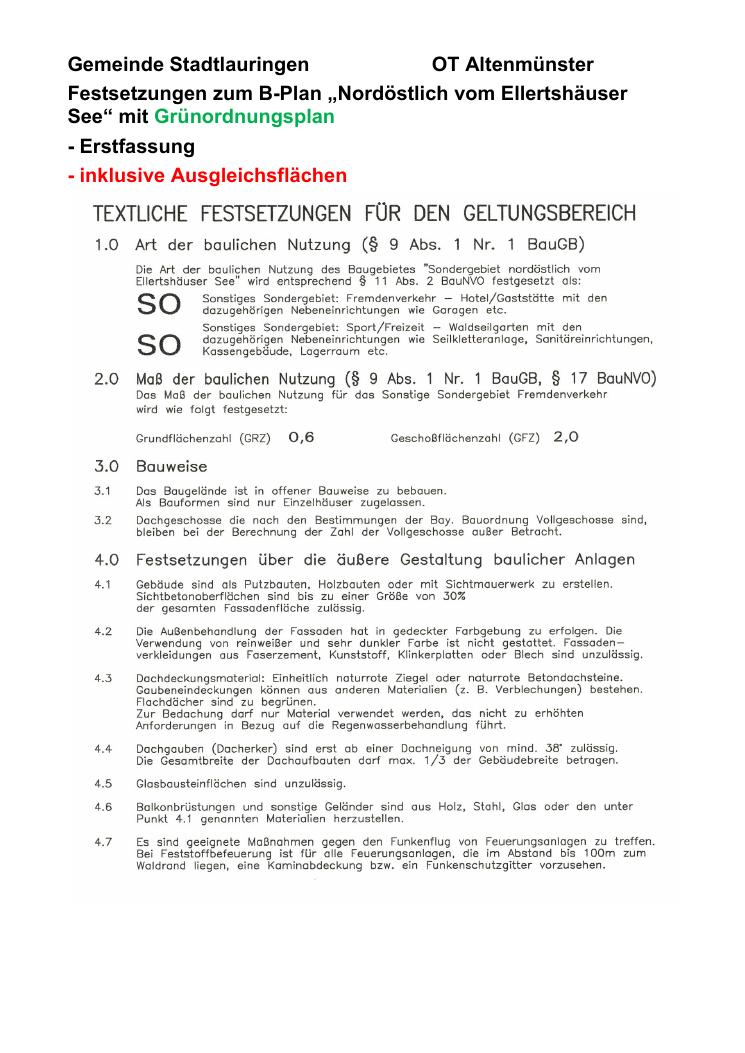 Gemeinde Stadtlauringen OT Altenmünster
Festsetzungen zum B-Plan „Nordöstlich vom Ellertshäuser
See“ mit Grünordnungsplan
- Erstfassung
- inklusive Ausgleichsflächen
TEXTLICHE FESTSETZUNGEN FÜR DEN GELTUNGSBEREICH
1.0 Art der baulichen Nutzung (§ 9 Abs. 1 Nr. 1 BauGB)
Die Art der baulichen Nutzung des Baugebietes "Sondergebiet nordöstlich vom
Ellertshäuser See" wird entsprechend § 11 Abs. 2 BauNVO festgesetzt als:
SO Sonstiges Sondergebiet: Fremdenverkehr – Hotel/Gaststätte mit den
dazugehörigen Nebeneinrichtungen wie Garagen etc.
SO Sonstiges Sondergebiet: Sport/Freizeit – Waldseilgarten mit den
dazugehörigen Nebeneinrichtungen wie Seilkletteranlage, Sanitäreinrichtungen,
Kassengebäude, Lagerraum etc.
2.0 Maß der baulichen Nutzung (§ 9 Abs. 1 Nr. 1 BauGB, § 17 BauNVO)
Das Maß der baulichen Nutzung für das Sonstige Sondergebiet Fremdenverkehr
wird wie folgt festgesetzt:
Grundflächenzahl (GRZ) 0,6 Geschoßflächenzahl (GFZ) 2,0
3.0 Bauweise
3.1 Das Baugelände ist in offener Bauweise zu bebauen.
Als Bauformen sind nur Einzelhäuser zugelassen.
3.2 Dachgeschosse die nach den Bestimmungen der Bay. Bauordnung Vollgeschosse sind,
bleiben bei der Berechnung der Zahl der Vollgeschosse außer Betracht.
4.0 Festsetzungen über die äußere Gestaltung baulicher Anlagen
4.1 Gebäude sind als Putzbauten, Holzbauten oder mit Sichtmauerwerk zu erstellen.
Sichtbetonoberflächen sind bis zu einer Größe von 30%
der gesamten Fassadenfläche zulässig.
4.2 Die Außenbehandlung der Fassaden hat in gedeckter Farbgebung zu erfolgen. Die
Verwendung von reinweißer und sehr dunkler Farbe ist nicht gestattet. Fassaden–
verkleidungen aus Faserzement, Kunststoff, Klinkerplatten oder Blech sind unzulässig.
4.3 Dachdeckungsmaterial: Einheitlich naturrote Ziegel oder naturrote Betondachsteine.
Gaubeneindeckungen können aus anderen Materialien (z. B. Verblechungen) bestehen.
Flachdächer sind zu begrünen.
Zur Bedachung darf nur Material verwendet werden, das nicht zu erhöhten
Anforderungen in Bezug auf die Regenwasserbehandlung führt.
4.4 Dachgauben (Dacherker) sind erst ab einer Dachneigung von mind. 38° zulässig.
Die Gesamtbreite der Dachaufbauten darf max. 1/3 der Gebäudebreite betragen.
4.5 Glasbausteinflächen sind unzulässig.
4.6 Balkonbrüstungen und sonstige Geländer sind aus Holz, Stahl, Glas oder den unter
Punkt 4.1 genannten Materialien herzustellen.
4.7 Es sind geeignete Maßnahmen gegen den Funkenflug von Feuerungsanlagen zu treffen.
Bei Feststoffbefeuerung ist für alle Feuerungsanlagen, die im Abstand bis 100m zum
Waldrand liegen, eine Kaminabdeckung bzw. ein Funkenschutzgitter vorzusehen.